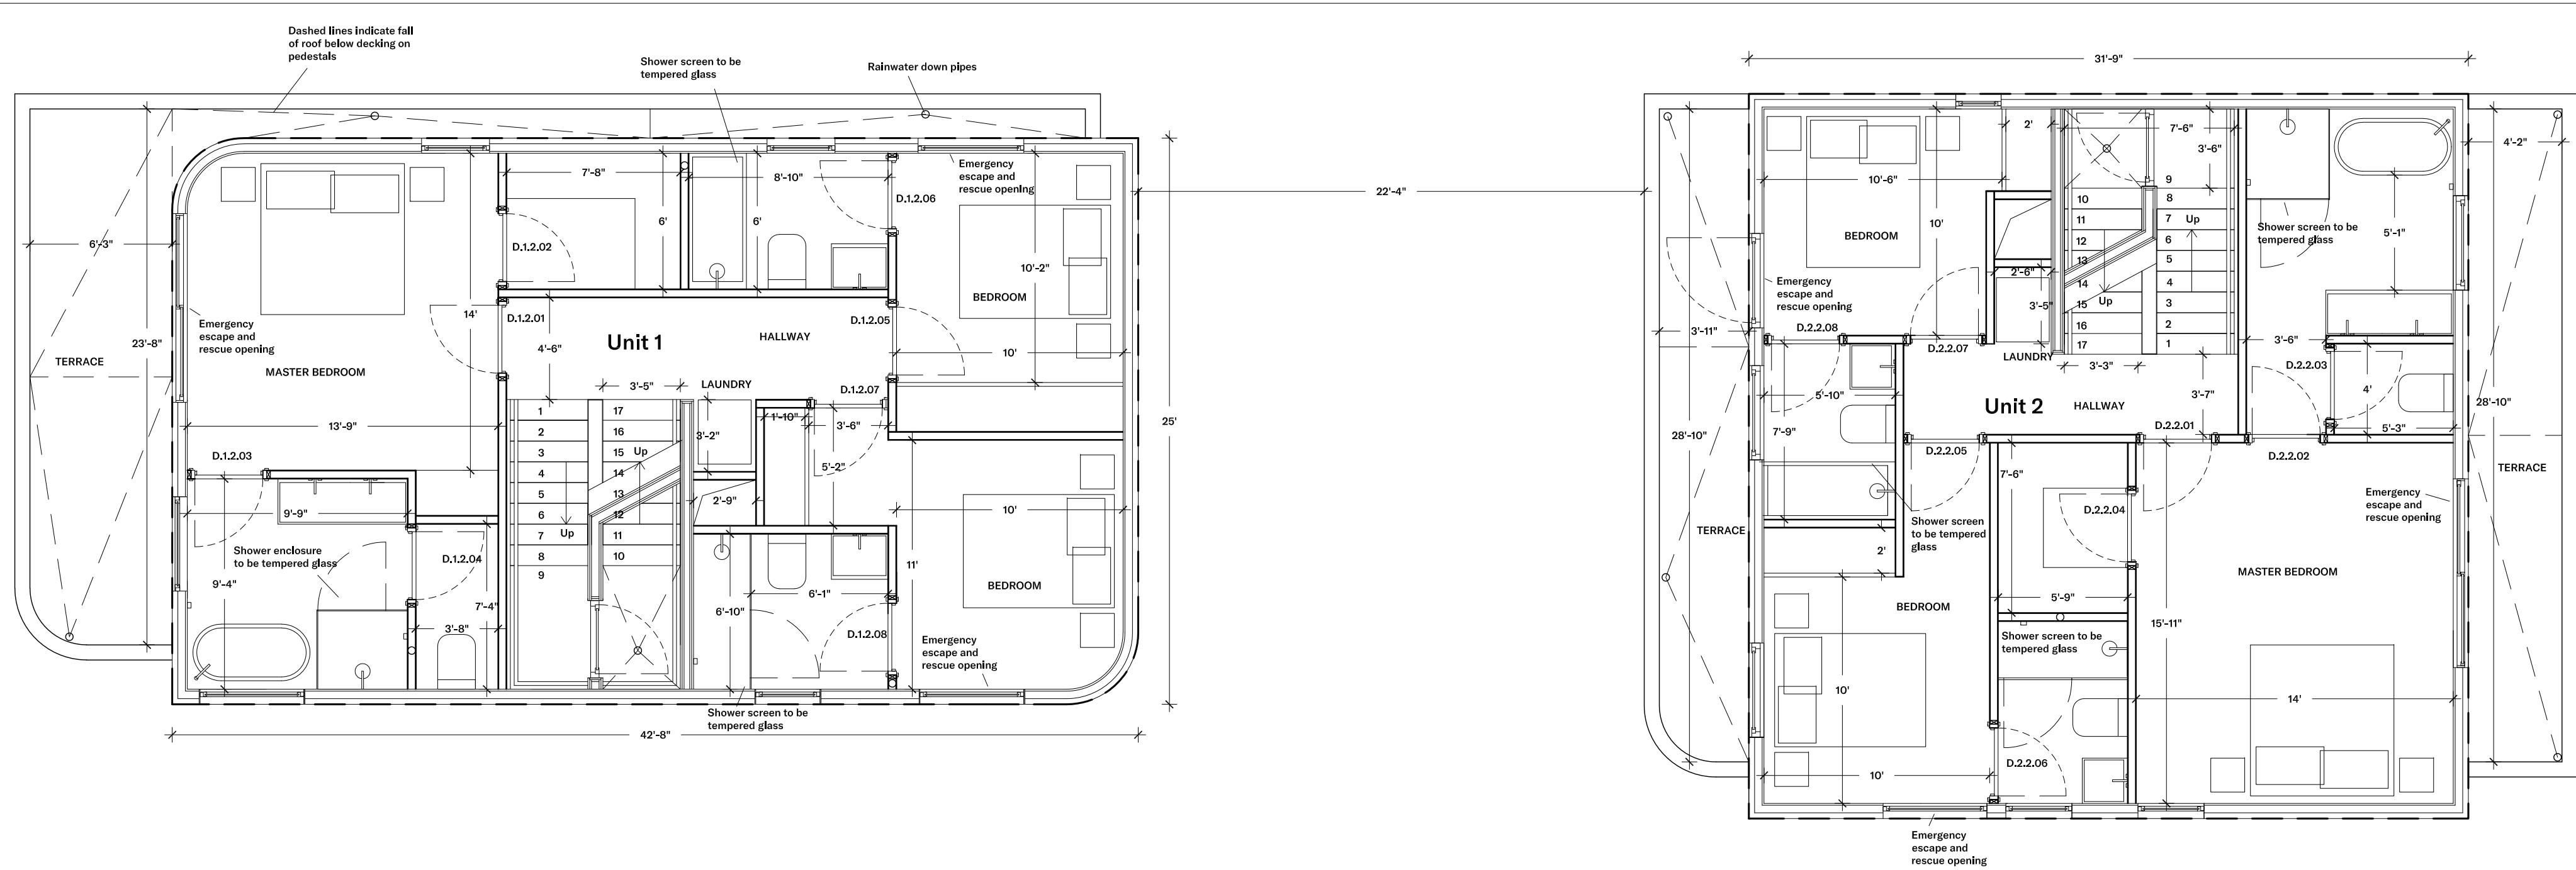 Dashed lines indicate fall
of roof below decking on
pedestals
Shower screen to be
tempered glass
Rainwater down pipes
7'-8"
8'-10"
6'
6'
D.1.2.06
Emergency
escape and
rescue opening
D.1.2.02
6'-3"
10'-2"
BEDROOM
14'
D.1.2.01
D.1.2.05
Emergency
escape and
rescue opening
23'-8"
TERRACE
4'-6"
Unit 1
HALLWAY
10'
MASTER BEDROOM
3'-5"
LAUNDRY
D.1.2.07
1
2
3
4
5
6
7
8
9
17
16
15
14
13
12
11
10
Up
Up
1'-10"
3'-6"
3'-2"
5'-2"
2'-9"
13'-9"
25'
D.1.2.03
9'-9"
10'
Shower enclosure
to be tempered glass
D.1.2.04
9'-4"
7'-4"
3'-8"
11'
BEDROOM
6'-1"
6'-10"
D.1.2.08
Emergency
escape and
rescue opening
Shower screen to be
tempered glass
42'-8"
22'-4"
31'-9"
2'
7'-6"
3'-6"
4'-2"
10'-6"
10'
BEDROOM
9
8
7
6
5
4
3
2
1
10
11
12
13
14
15
16
17
Up
Up
Shower screen to be
tempered glass
5'-1"
2'-6"
3'-5"
Emergency
escape and
rescue opening
3'-11"
D.2.2.08
D.2.2.07
LAUNDRY
3'-3"
3'-6"
D.2.2.03
4'
5'-10"
Unit 2
HALLWAY
3'-7"
28'-10"
28'-10"
7'-9"
D.2.2.01
5'-3"
D.2.2.05
7'-6"
D.2.2.02
TERRACE
TERRACE
Emergency
escape and
rescue opening
D.2.2.04
Shower screen
to be tempered
glass
2'
MASTER BEDROOM
BEDROOM
5'-9"
15'-11"
Shower screen to be
tempered glass
10'
14'
10'
D.2.2.06
Emergency
escape and
rescue opening